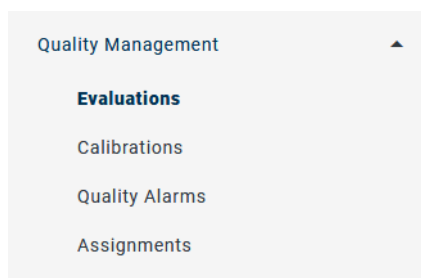 Quality Management
Evaluations
Calibrations
Quality Alarms
Assignments